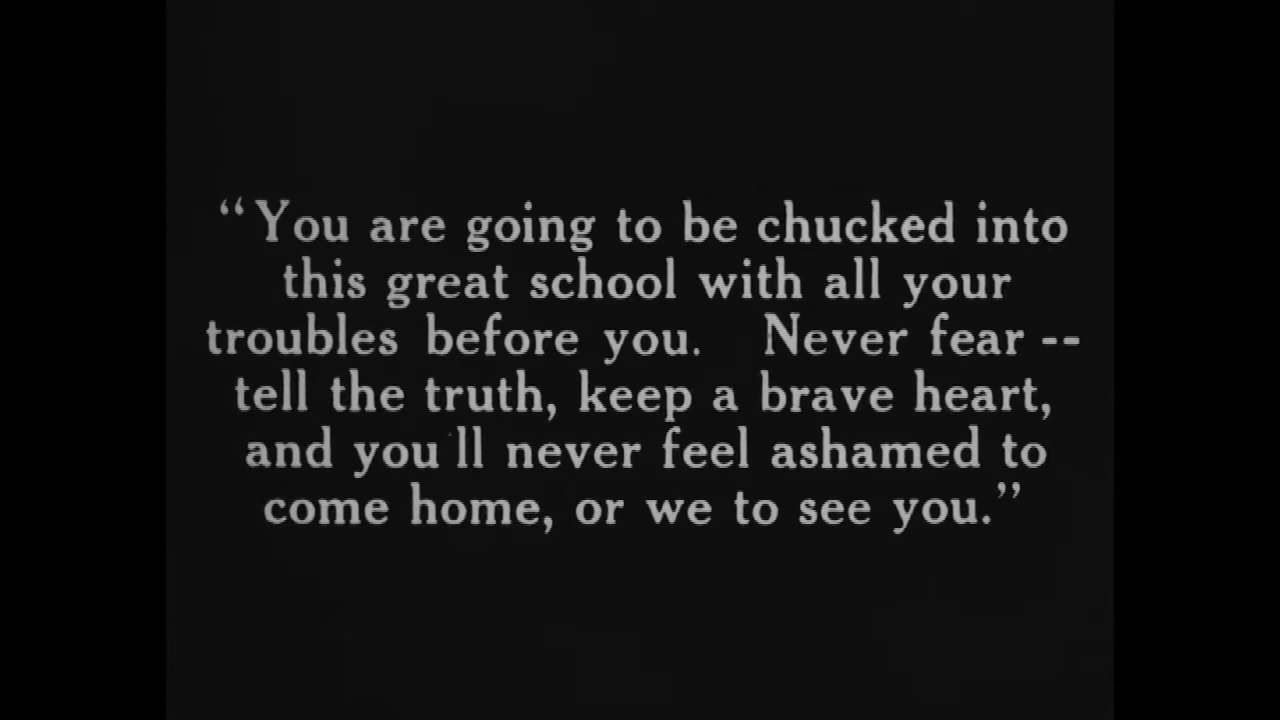 “You are going to be chucked into
this great school with all your
troubles before you. Never fear --
tell the truth, keep a brave heart,
and you'll never feel ashamed to
come home, or we to see you.”